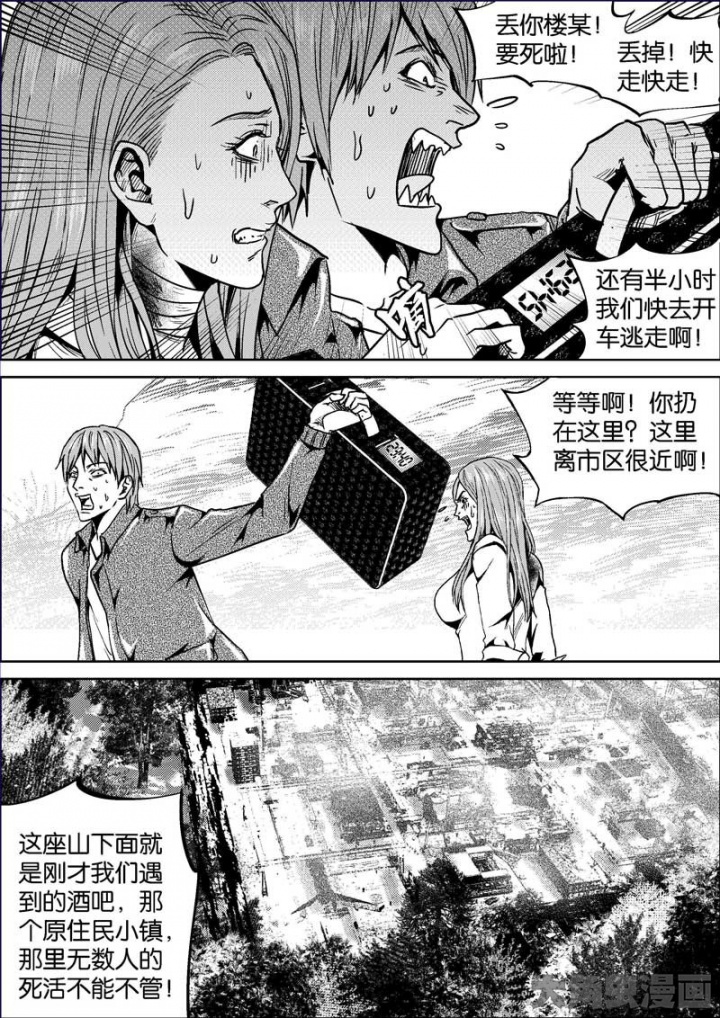 丢你楼某！
要死啦！
丢掉！快
走快走！
还有半小时
我们快去开
车逃走啊！
嘀
等等啊！你扔
在这里？这里
离市区很近啊！
这座山下面就
是刚才我们遇
到的酒吧，那
个原住民小镇，
那里无数人的
死活不能不管！